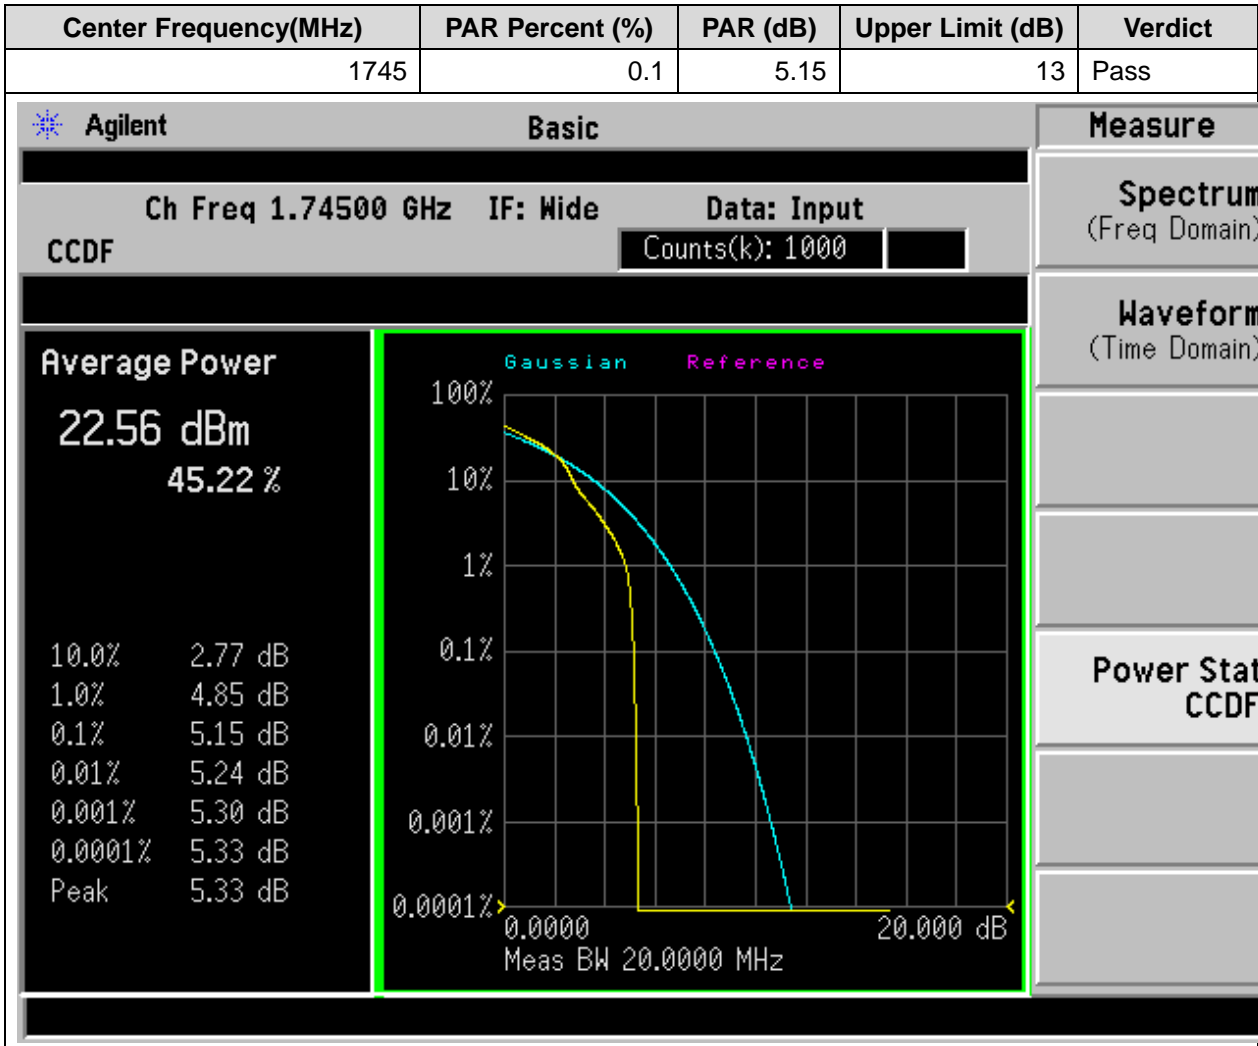 Center Frequency(MHz) PAR Percent (%) PAR (dB) Upper Limit (dB) Verdict
1745 0.1 5.15 13 Pass
Agilent Basic Measure
Ch Freq 1.74500 GHz IF: Wide Data: Input
CCDF Counts(k): 1000
Spectrum
(Freq Domain)
Waveform
(Time Domain)
Power Stat
CCDF
Average Power
22.56 dBm
45.22 %
10.0% 2.77 dB
1.0% 4.85 dB
0.1% 5.15 dB
0.01% 5.24 dB
0.001% 5.30 dB
0.0001% 5.33 dB
Peak 5.33 dB
Gaussian Reference
100%
10%
1%
0.1%
0.01%
0.001%
0.0001%
0.0000 20.000 dB
Meas BW 20.0000 MHz